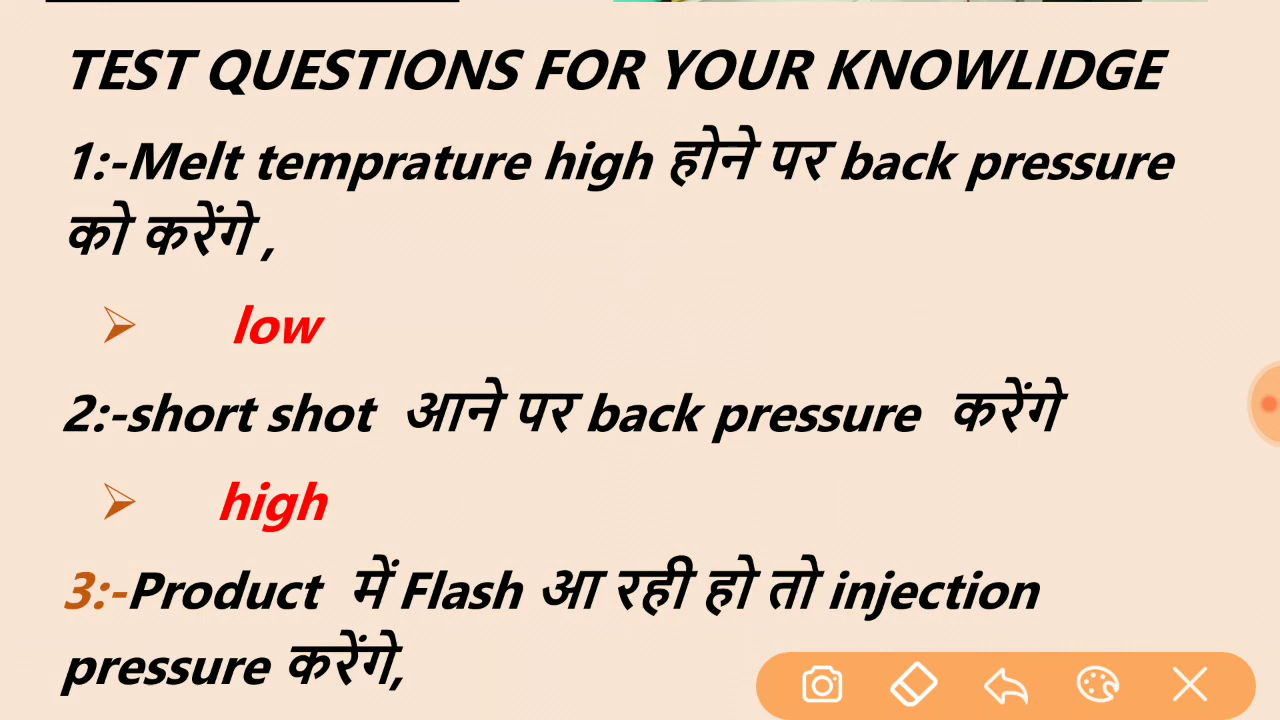 TEST QUESTIONS FOR YOUR KNOWLIDGE
1:-Melt temprature high होने पर back pressure
को करेंगे ,
low
2:-short shot आने पर back pressure करेंगे
high
3:-Product में Flash आ रही हो तो injection
pressure करेंगे,